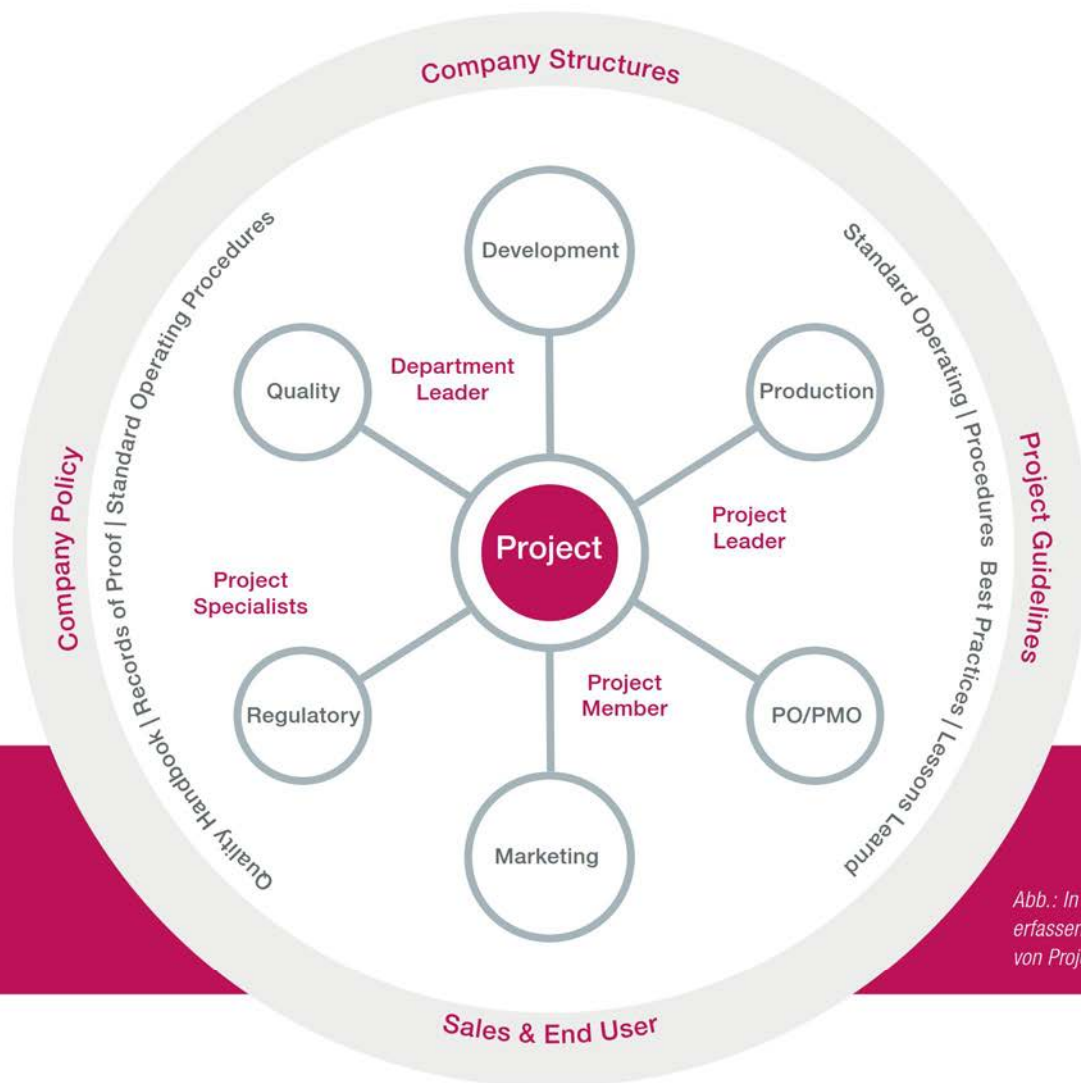 Company Structures
Development
Quality
Department
Leader
Production
Company Policy
Quality Handbook | Records of Proof | Standard Operating Procedures
Standard Operating | Procedures Best Practices | Lessons Learnd
Project Guidelines
Project
Project
Leader
Project
Specialists
Project
Member
Regulatory
PO/PMO
Marketing
Abb.: In
erfassen
von Proj
Sales & End User